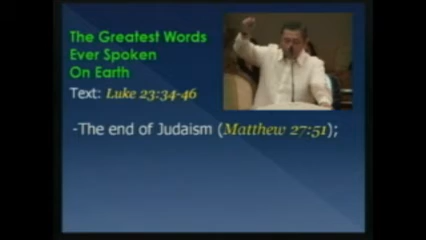 The Greatest Words
Ever Spoken
On Earth
Text: Luke 23:34-46
-The end of Judaism (Matthew 27:51);